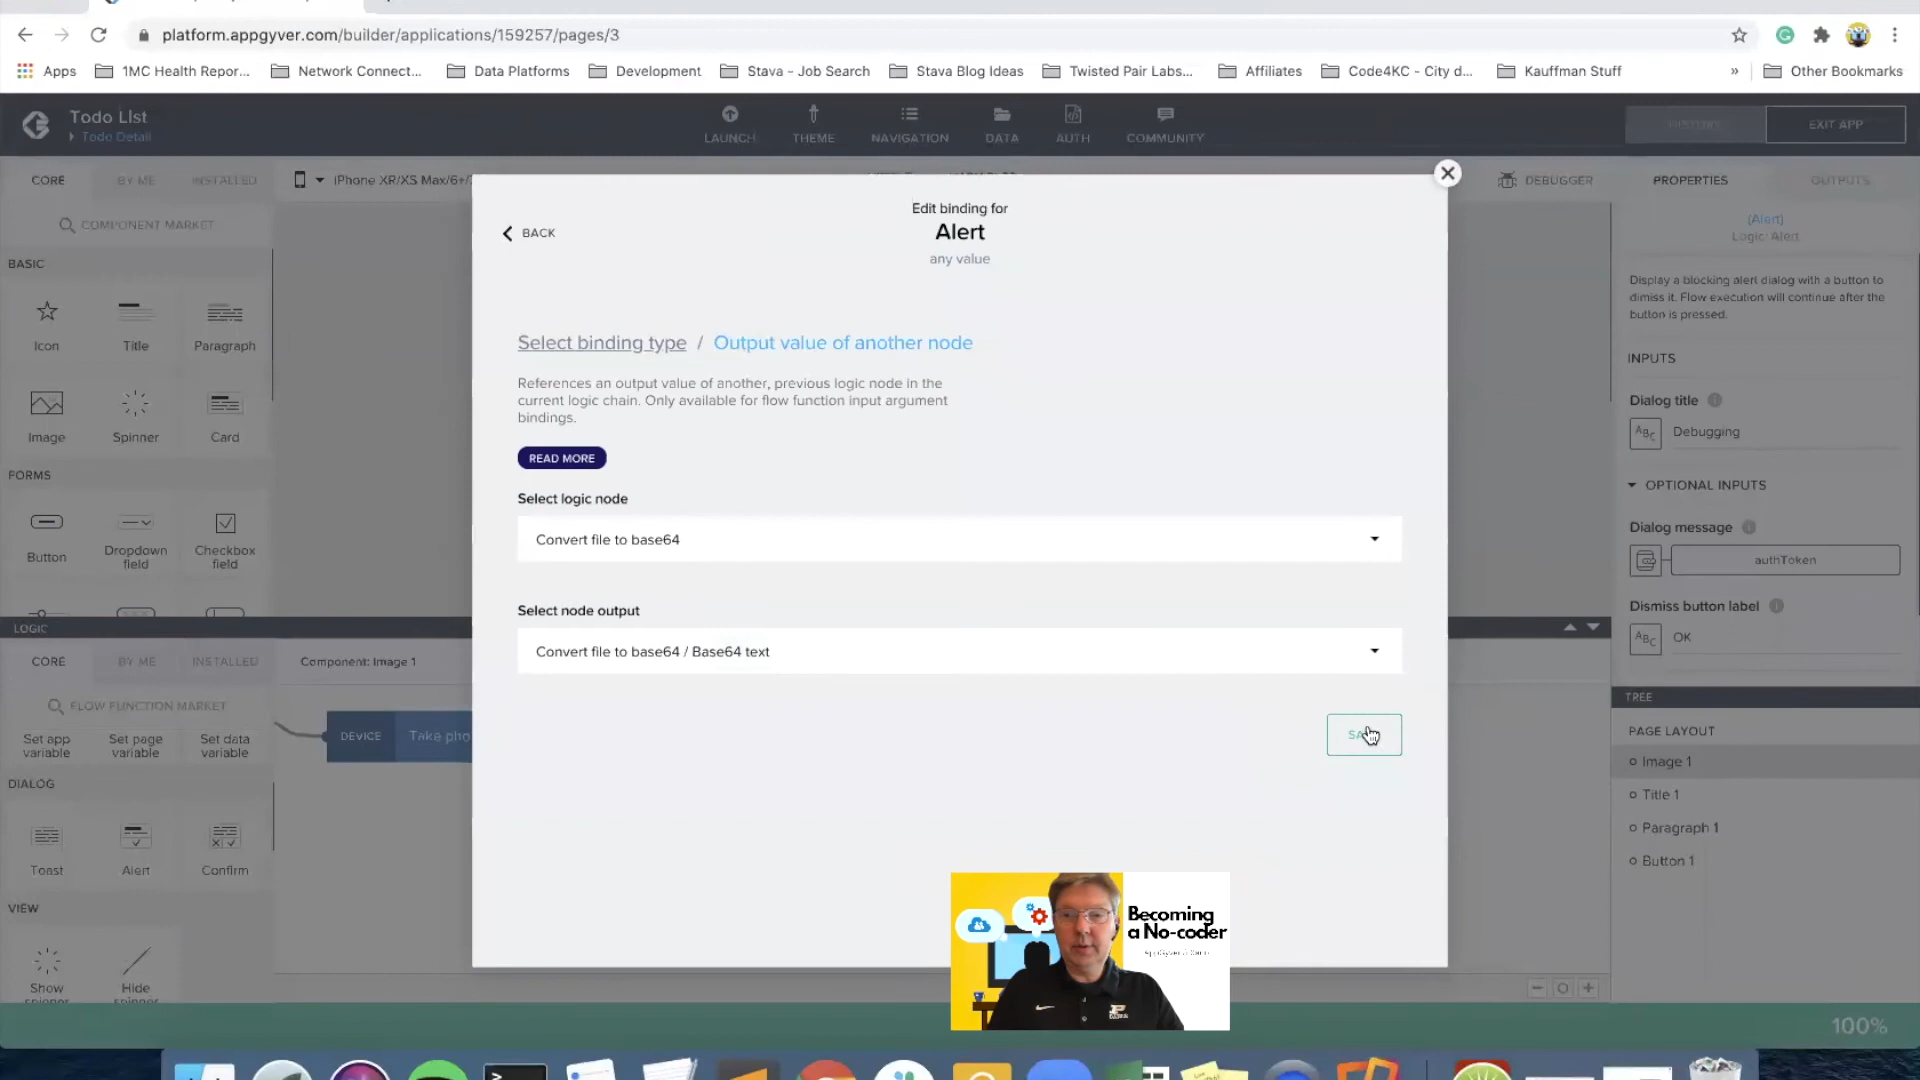 platform.appgyver.com/builder/applications/159257/pages/3
Apps
1MC Health Repor...
Network Connect...
Data Platforms
Development
Stava - Job Search
Stava Blog Ideas
Twisted Pair Labs...
Affiliates
Code4KC - City d...
Kauffman Stuff
»
Other Bookmarks
Todo List
Todo Detail
LAUNCH
THEME
NAVIGATION
DATA
AUTH
COMMUNITY
HISTORY
EXIT APP
CORE
BY ME
INSTALLED
iPhone XR/XS Max/6+/
DEBUGGER
PROPERTIES
OUTPUTS
COMPONENT MARKET
BASIC
Icon
Title
Paragraph
Image
Spinner
Card
FORMS
Button
Dropdown
field
Checkbox
field
BACK
Edit binding for
Alert
any value
Select binding type / Output value of another node
References an output value of another, previous logic node in the
current logic chain. Only available for flow function input argument
bindings.
READ MORE
Select logic node
Convert file to base64
Select node output
Convert file to base64 / Base64 text
(Alert)
Logic: Alert
Display a blocking alert dialog with a button to
dimiss it. Flow execution will continue after the
button is pressed.
INPUTS
Dialog title
ABC
Debugging
OPTIONAL INPUTS
Dialog message
authToken
Dismiss button label
ABC
OK
LOGIC
CORE
BY ME
INSTALLED
Component: Image 1
FLOW FUNCTION MARKET
Set app
variable
Set page
variable
Set data
variable
DEVICE
Take pho
DIALOG
Toast
Alert
Confirm
VIEW
Show
spinner
Hide
spinner
TREE
PAGE LAYOUT
Image 1
Title 1
Paragraph 1
Button 1
Becoming
a No-coder
100%